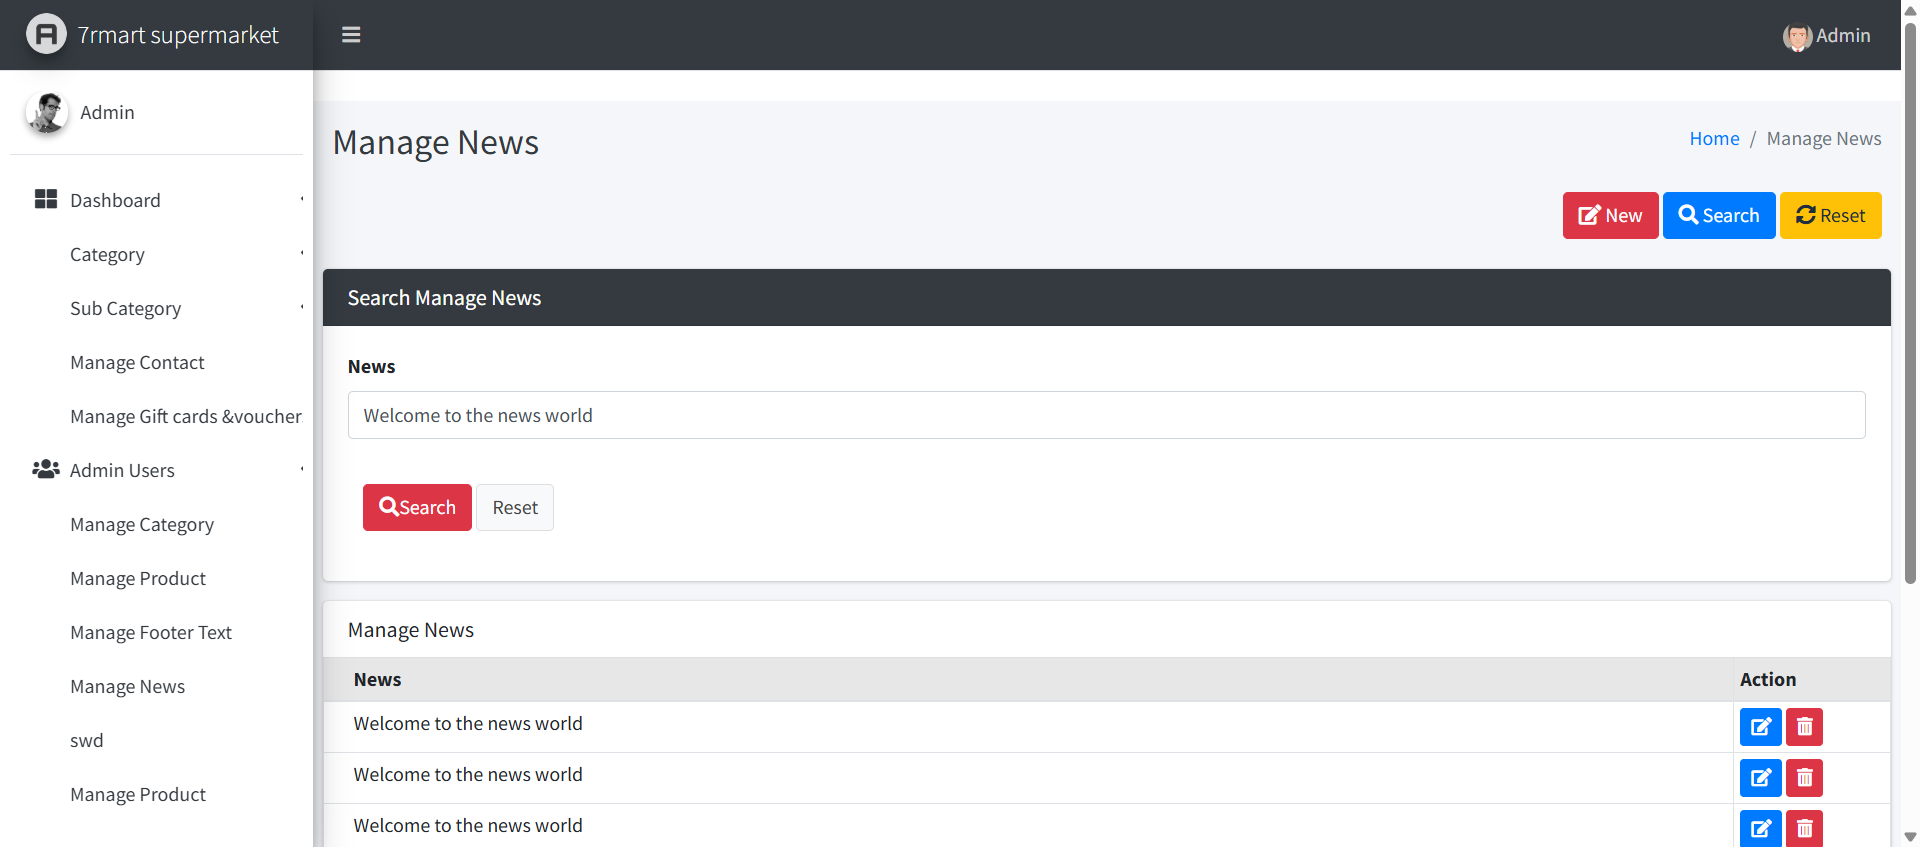 7rmart supermarket
Admin
Admin
Manage News
Home / Manage News
New Search Reset
Dashboard
Category
Sub Category
Manage Contact
Manage Gift cards &voucher
Admin Users
Manage Category
Manage Product
Manage Footer Text
Manage News
swd
Manage Product
Search Manage News
News
Welcome to the news world
Search Reset
Manage News
News Action
Welcome to the news world
Welcome to the news world
Welcome to the news world